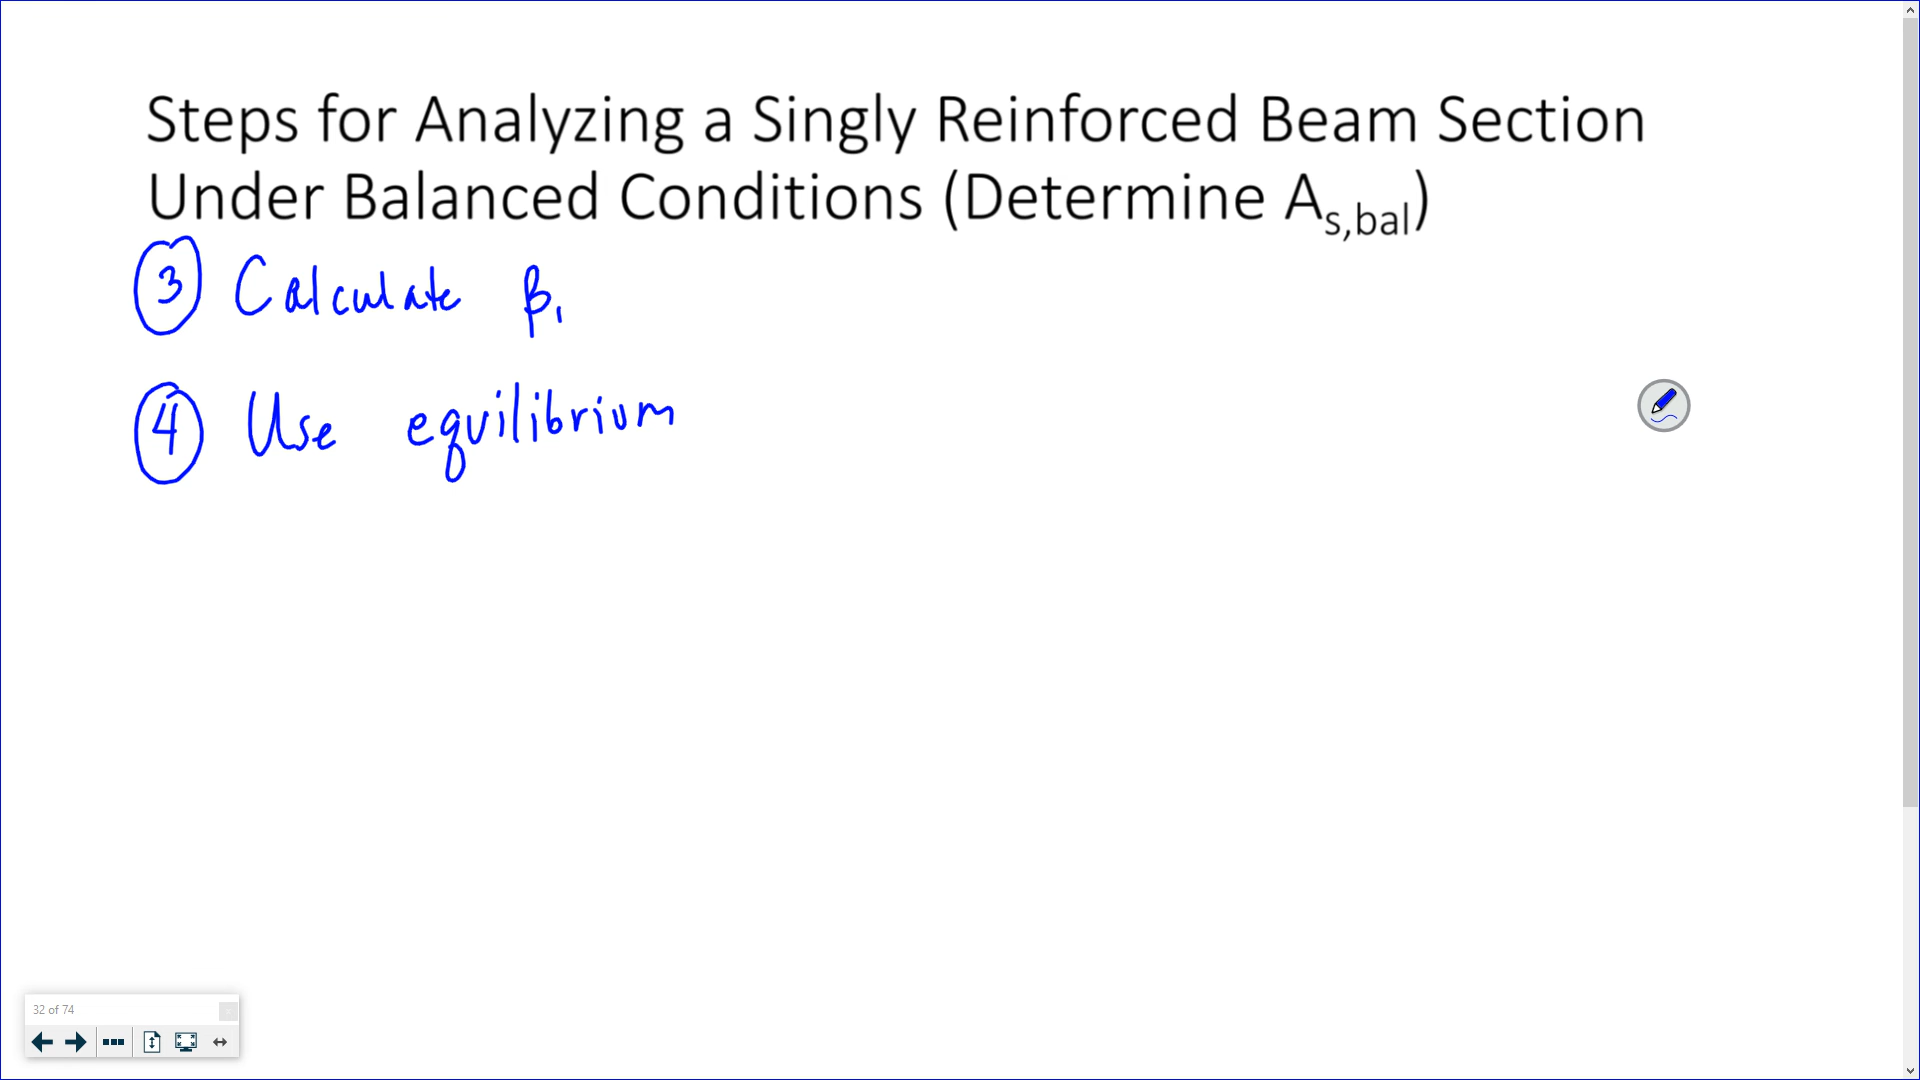 Steps for Analyzing a Singly Reinforced Beam Section
Under Balanced Conditions (Determine A_s,bal)
③ Calculate β₁
④ Use equilibrium
32 of 74